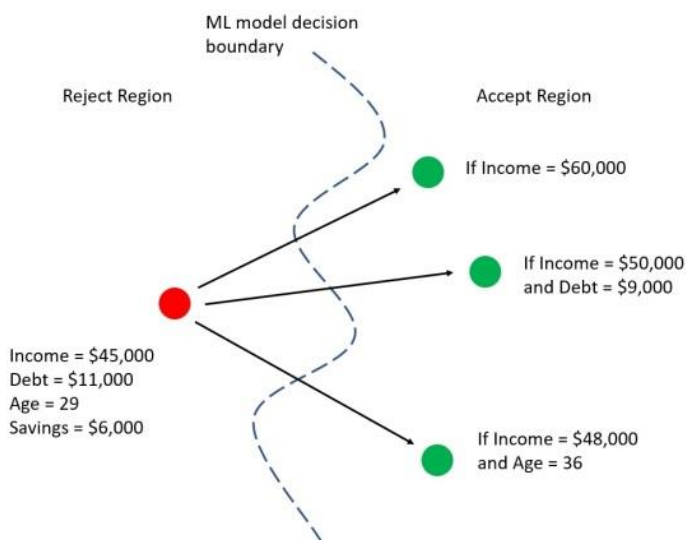 ML model decision
boundary
Reject Region
Accept Region
If Income = $60,000
If Income = $50,000
and Debt = $9,000
Income = $45,000
Debt = $11,000
Age = 29
Savings = $6,000
If Income = $48,000
and Age = 36